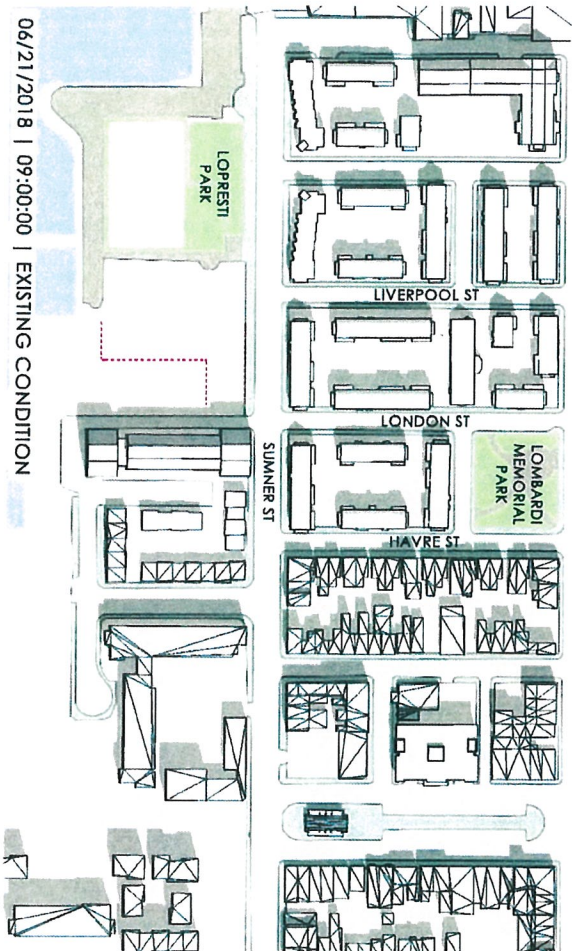 LOPRESTI
PARK
LIVERPOOL ST
LONDON ST
LOMBARDI
MEMORIAL
PARK
SUMNER ST
HAVRE ST
06/21/2018 | 09:00:00 | EXISTING CONDITION